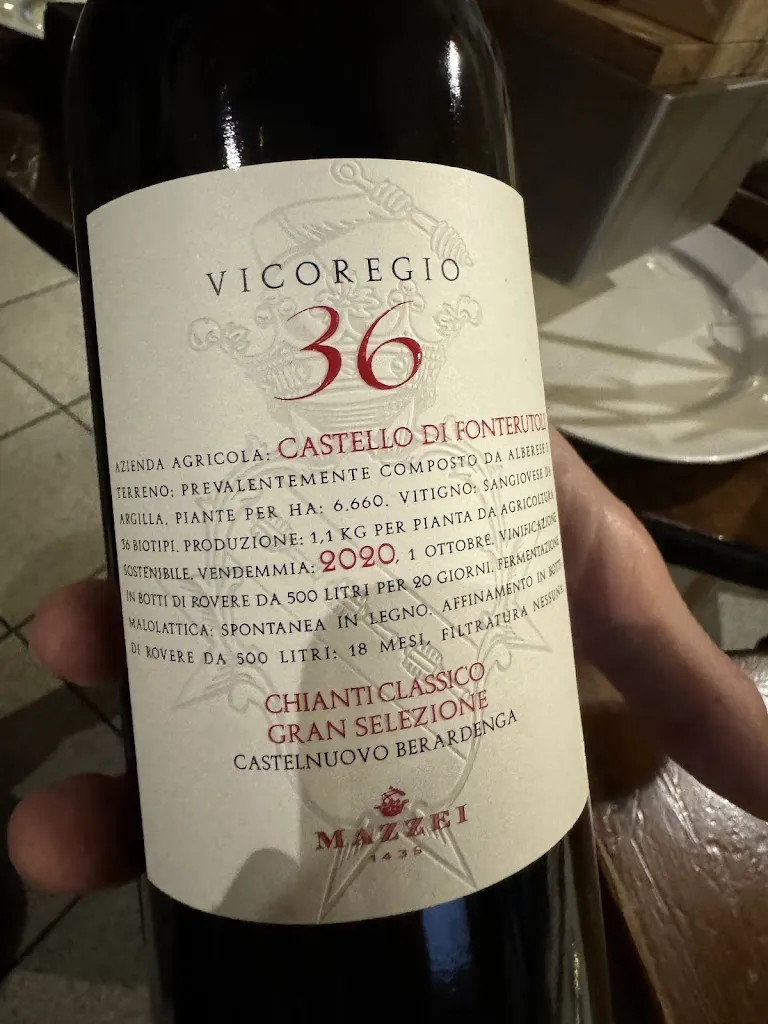 VICOREGIO
36
AZIENDA AGRICOLA: CASTELLO DI FONTERUTOLI
TERRENO: PREVALENTEMENTE COMPOSTO DA ALBERESE E
ARGILLA, PIANTE PER HA: 6.660. VITIGNO: SANGIOVESE DA
36 BIOTIPI. PRODUZIONE: 1,1 KG PER PIANTA DA AGRICOLTURA
SOSTENIBILE. VENDEMMIA: 2020, 1 OTTOBRE. VINIFICAZIONE
IN BOTTI DI ROVERE DA 500 LITRI PER 20 GIORNI. FERMENTAZIONE
MALOLATTICA: SPONTANEA IN LEGNO. AFFINAMENTO IN BOTTI
DI ROVERE DA 500 LITRI: 18 MESI. FILTRATURA NESSUNA.
CHIANTI CLASSICO
GRAN SELEZIONE
CASTELNUOVO BERARDENGA
MAZZEI
1435